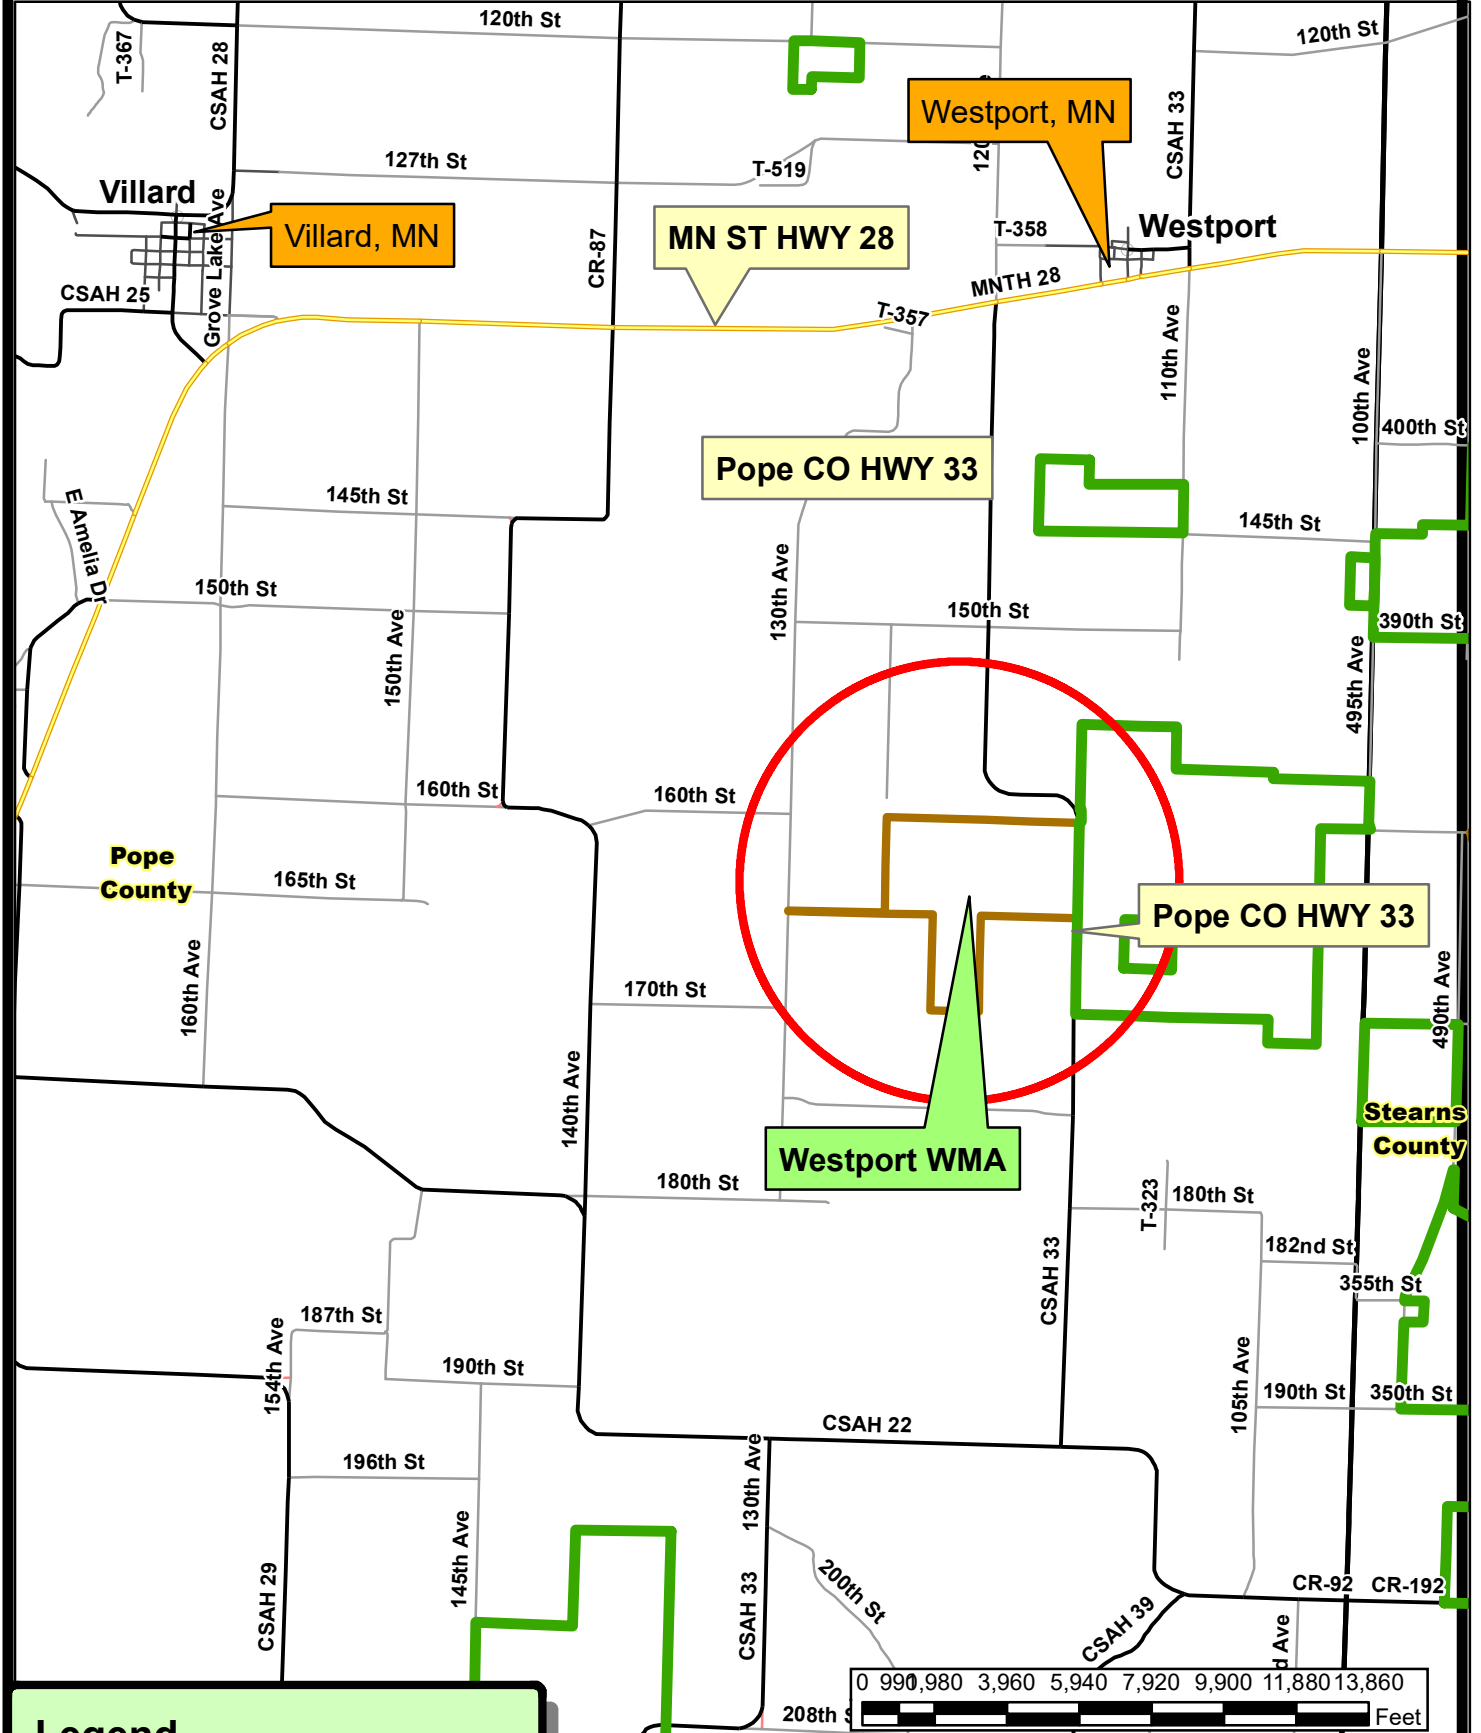 120th St
120th St
T-367
CSAH 28
Westport, MN
CSAH 33
127th St
T-519
Villard
Grove Lake Ave
Villard, MN
MN ST HWY 28
T-358
Westport
CR-87
CSAH 25
MNTH 28
T-357
110th Ave
100th Ave
400th St
Pope CO HWY 33
145th St
145th St
E Amelia Dr
150th St
150th Ave
130th Ave
150th St
390th St
495th Ave
160th St
160th St
Pope
County
165th St
Pope CO HWY 33
160th Ave
170th St
490th Ave
140th Ave
Stearns
County
Westport WMA
180th St
T-323
180th St
CSAH 33
182nd St
355th St
187th St
154th Ave
190th St
105th Ave
190th St
350th St
CSAH 22
196th St
130th Ave
145th Ave
CSAH 29
CSAH 33
200th St
CSAH 39
CR-92
CR-192
d Ave
208th S
0 990 1,980 3,960 5,940 7,920 9,900 11,880 13,860
Feet
Legend